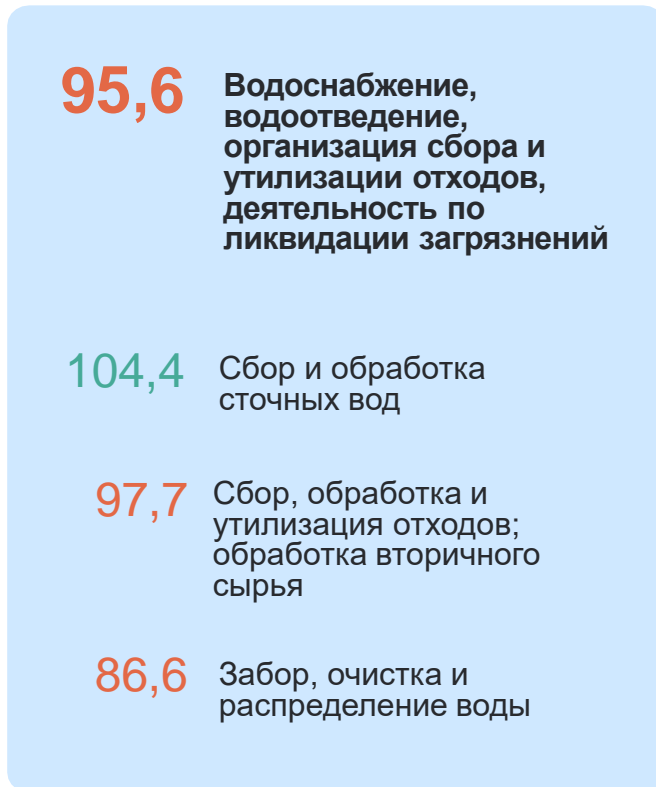 95,6
Водоснабжение,
водоотведение,
организация сбора и
утилизации отходов,
деятельность по
ликвидации загрязнений
104,4
Сбор и обработка
сточных вод
97,7
Сбор, обработка и
утилизация отходов;
обработка вторичного
сырья
86,6
Забор, очистка и
распределение воды